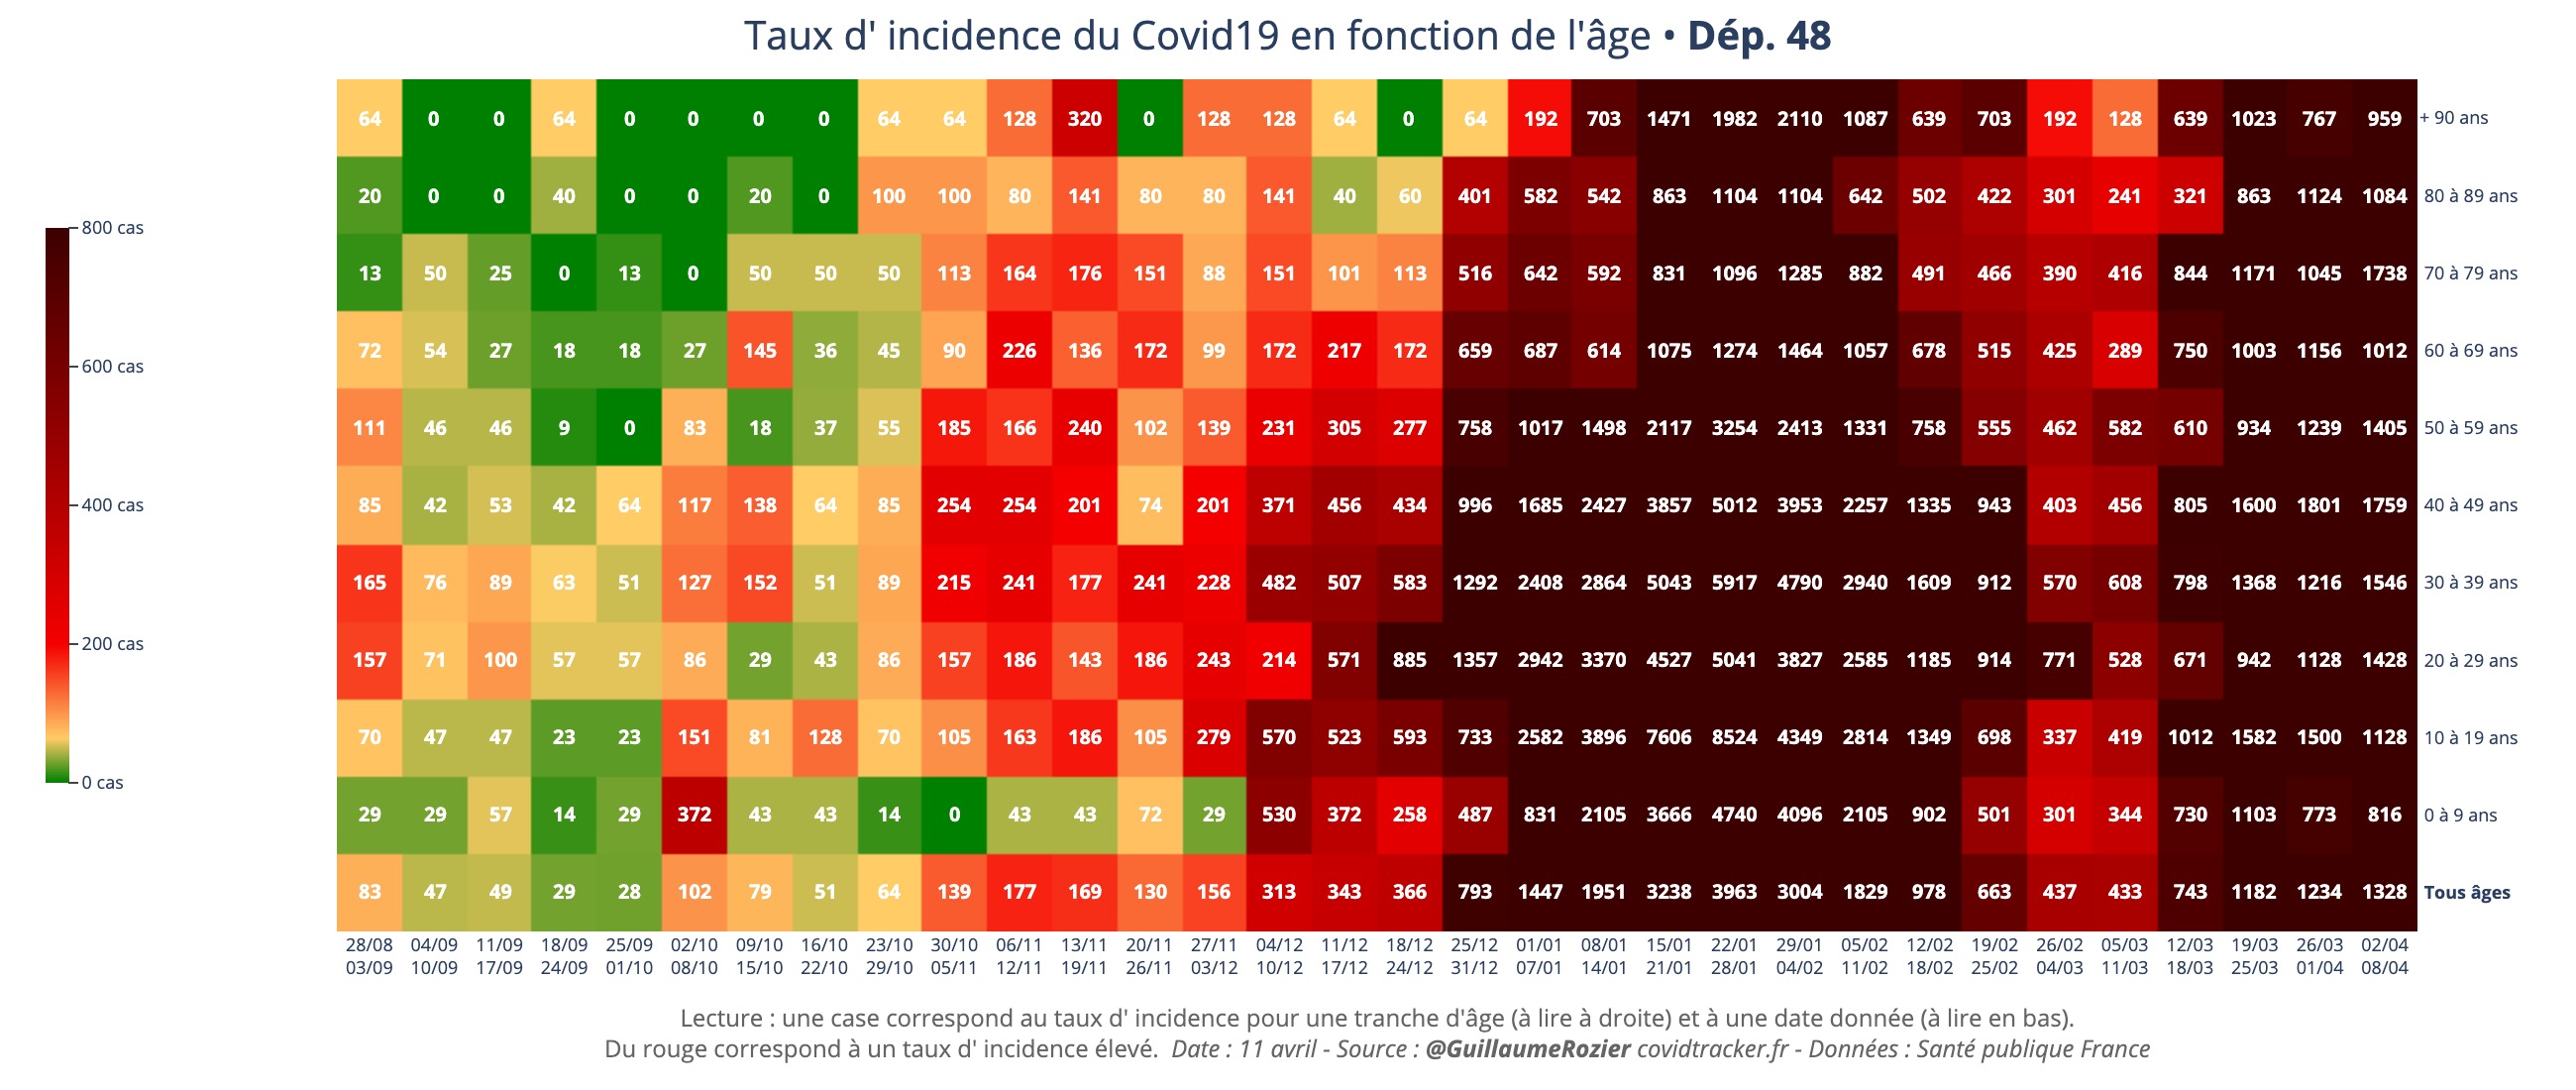 Taux d' incidence du Covid19 en fonction de l'âge • Dép. 48
800 cas
600 cas
400 cas
200 cas
0 cas
64 0 0 64 0 0 0 0 64 64 128 320 0 128 128 64 0 64 192 703 1471 1982 2110 1087 639 703 192 128 639 1023 767 959 + 90 ans
20 0 0 40 0 0 20 0 100 100 80 141 80 80 141 40 60 401 582 542 863 1104 1104 642 502 422 301 241 321 863 1124 1084 80 à 89 ans
13 50 25 0 13 0 50 50 50 113 164 176 151 88 151 101 113 516 642 592 831 1096 1285 882 491 466 390 416 844 1171 1045 1738 70 à 79 ans
72 54 27 18 18 27 145 36 45 90 226 136 172 99 172 217 172 659 687 614 1075 1274 1464 1057 678 515 425 289 750 1003 1156 1012 60 à 69 ans
111 46 46 9 0 83 18 37 55 185 166 240 102 139 231 305 277 758 1017 1498 2117 3254 2413 1331 758 555 462 582 610 934 1239 1405 50 à 59 ans
85 42 53 42 64 117 138 64 85 254 254 201 74 201 371 456 434 996 1685 2427 3857 5012 3953 2257 1335 943 403 456 805 1600 1801 1759 40 à 49 ans
165 76 89 63 51 127 152 51 89 215 241 177 241 228 482 507 583 1292 2408 2864 5043 5917 4790 2940 1609 912 570 608 798 1368 1216 1546 30 à 39 ans
157 71 100 57 57 86 29 43 86 157 186 143 186 243 214 571 885 1357 2942 3370 4527 5041 3827 2585 1185 914 771 528 671 942 1128 1428 20 à 29 ans
70 47 47 23 23 151 81 128 70 105 163 186 105 279 570 523 593 733 2582 3896 7606 8524 4349 2814 1349 698 337 419 1012 1582 1500 1128 10 à 19 ans
29 29 57 14 29 372 43 43 14 0 43 43 72 29 530 372 258 487 831 2105 3666 4740 4096 2105 902 501 301 344 730 1103 773 816 0 à 9 ans
83 47 49 29 28 102 79 51 64 139 177 169 130 156 313 343 366 793 1447 1951 3238 3963 3004 1829 978 663 437 433 743 1182 1234 1328 Tous âges
28/08 04/09 11/09 18/09 25/09 02/10 09/10 16/10 23/10 30/10 06/11 13/11 20/11 27/11 04/12 11/12 18/12 25/12 01/01 08/01 15/01 22/01 29/01 05/02 12/02 19/02 26/02 05/03 12/03 19/03 26/03 02/04
03/09 10/09 17/09 24/09 01/10 08/10 15/10 22/10 29/10 05/11 12/11 19/11 26/11 03/12 10/12 17/12 24/12 31/12 07/01 14/01 21/01 28/01 04/02 11/02 18/02 25/02 04/03 11/03 18/03 25/03 01/04 08/04
Lecture : une case correspond au taux d' incidence pour une tranche d'âge (à lire à droite) et à une date donnée (à lire en bas).
Du rouge correspond à un taux d' incidence élevé. Date : 11 avril - Source : @GuillaumeRozier covidtracker.fr - Données : Santé publique France